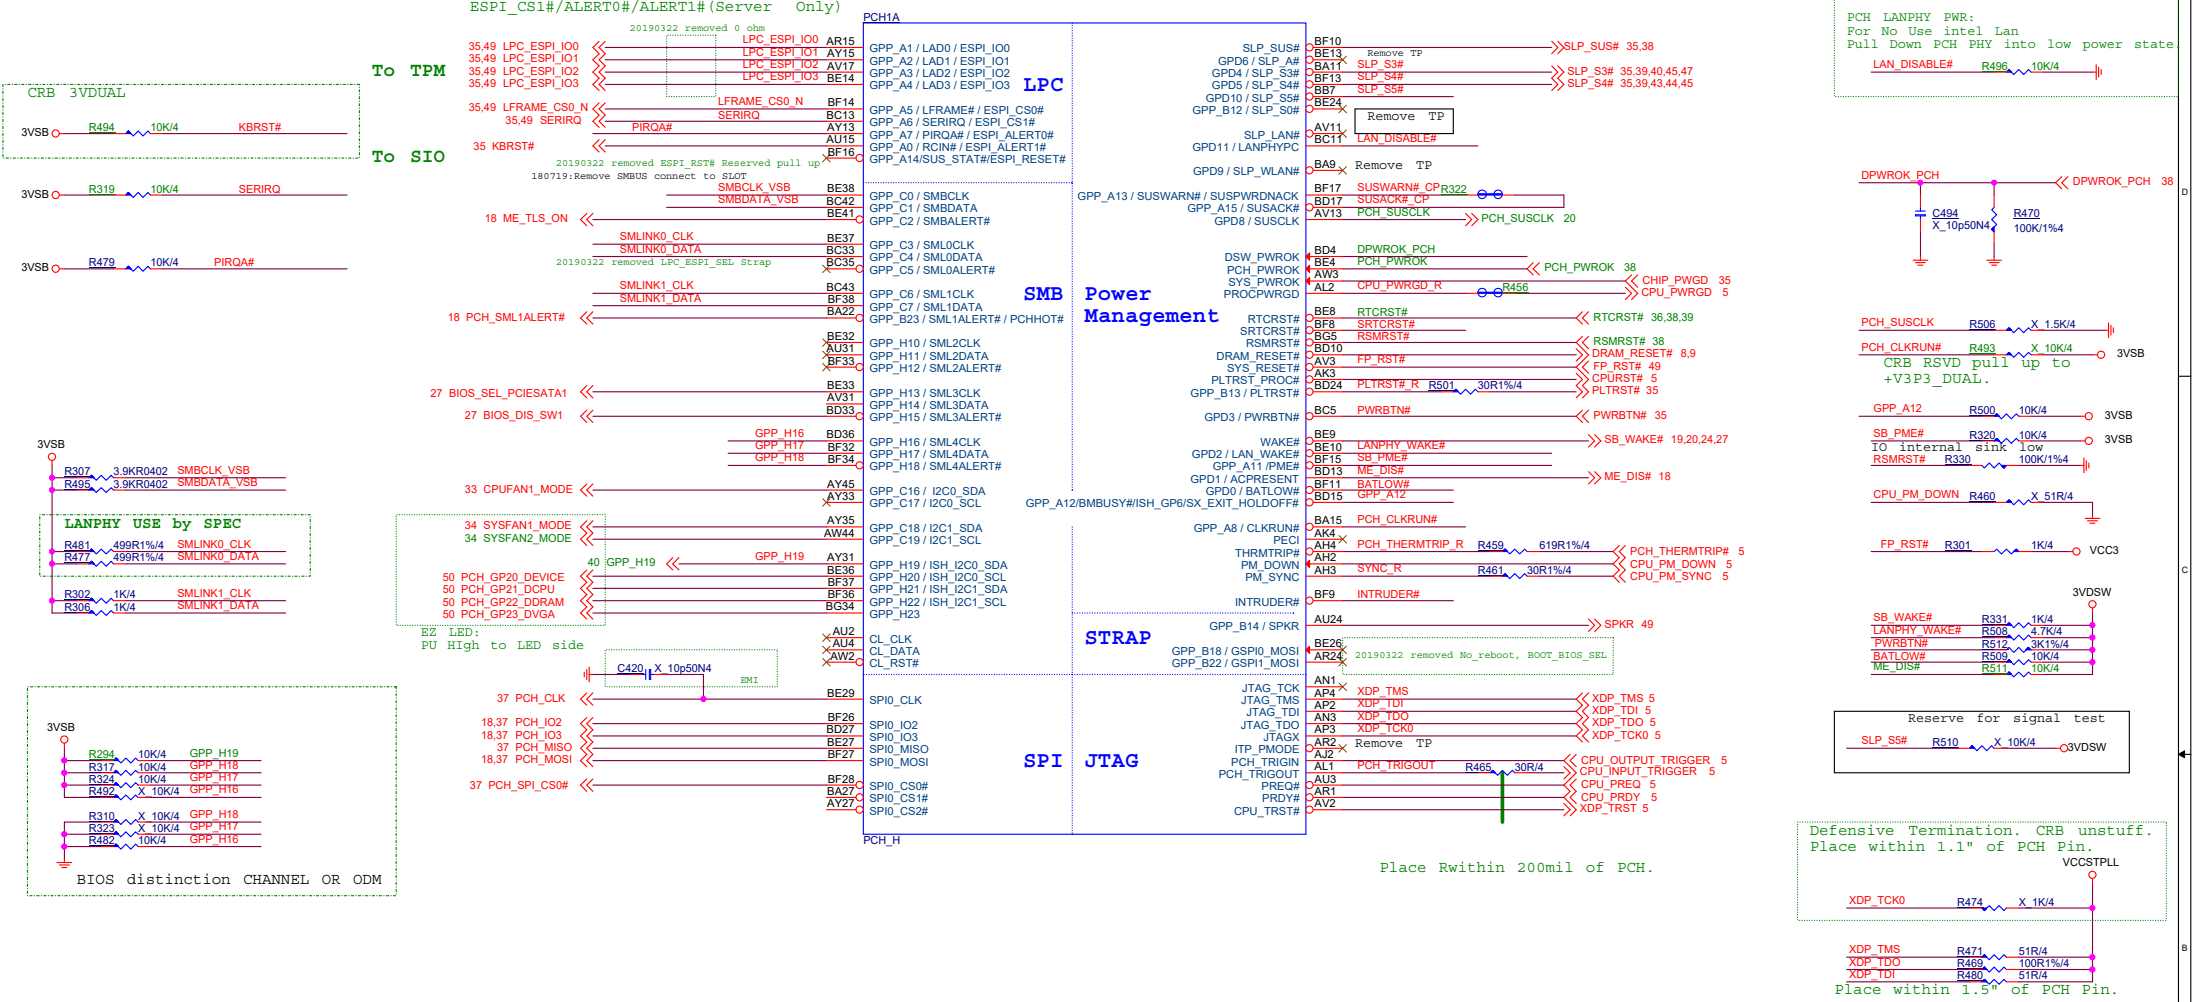 ESPI_CS1#/ALERT0#/ALERT1#(Server Only)
20190322 removed 0 ohm
To TPM
35,49 LPC_ESPI_IO0
35,49 LPC_ESPI_IO1
35,49 LPC_ESPI_IO2
35,49 LPC_ESPI_IO3
LPC_ESPI_IO0 AR15
LPC_ESPI_IO1 AY15
LPC_ESPI_IO2 AV17
LPC_ESPI_IO3 BE14
35,49 LFRAME_CS0_N LFRAME_CS0_N BF14
35,49 SERIRQ SERIRQ BC13
PIRQA# AY13
To SIO
35 KBRST# AU15
BF16
20190322 removed ESPI_RST# Reserved pull up
180719:Remove SMBUS connect to SLOT
SMBCLK_VSB BE38
SMBDATA_VSB BC42
18 ME_TLS_ON BE41
SMLINK0_CLK BE37
SMLINK0_DATA BC33
20190322 removed LPC_ESPI_SEL Strap
BC35
SMLINK1_CLK BC43
SMLINK1_DATA BF38
18 PCH_SML1ALERT# BA22
BE32
AU31
BF33
27 BIOS_SEL_PCIESATA1 BE33
AV31
27 BIOS_DIS_SW1 BD33
GPP_H16 BD36
GPP_H17 BF32
GPP_H18 BF34
33 CPUFAN1_MODE AY45
AY33
34 SYSFAN1_MODE AY35
34 SYSFAN2_MODE AW44
40 GPP_H19 GPP_H19 AY31
50 PCH_GP20_DEVICE BE36
50 PCH_GP21_DCPU BF37
50 PCH_GP22_DDRAM BF36
50 PCH_GP23_DVGA BG34
EZ LED:
PU HIgh to LED side
AU2
AU4
AW2
C420 X_10p50N4
EMI
37 PCH_CLK BE29
18,37 PCH_IO2 BF26
18,37 PCH_IO3 BD27
37 PCH_MISO BE27
18,37 PCH_MOSI BF27
37 PCH_SPI_CS0# BF28
BA27
AY27
CRB 3VDUAL
3VSB R494 10K/4 KBRST#
3VSB R319 10K/4 SERIRQ
3VSB R479 10K/4 PIRQA#
3VSB
R307 3.9KR0402 SMBCLK_VSB
R495 3.9KR0402 SMBDATA_VSB
LANPHY USE by SPEC
R481 499R1%/4 SMLINK0_CLK
R477 499R1%/4 SMLINK0_DATA
R302 1K/4 SMLINK1_CLK
R306 1K/4 SMLINK1_DATA
3VSB
R294 10K/4 GPP_H19
R317 10K/4 GPP_H18
R324 10K/4 GPP_H17
R492 X_10K/4 GPP_H16
R310 X_10K/4 GPP_H18
R323 X_10K/4 GPP_H17
R482 10K/4 GPP_H16
BIOS distinction CHANNEL OR ODM
PCH1A
LPC
GPP_A1 / LAD0 / ESPI_IO0
GPP_A2 / LAD1 / ESPI_IO1
GPP_A3 / LAD2 / ESPI_IO2
GPP_A4 / LAD3 / ESPI_IO3
GPP_A5 / LFRAME# / ESPI_CS0#
GPP_A6 / SERIRQ / ESPI_CS1#
GPP_A7 / PIRQA# / ESPI_ALERT0#
GPP_A0 / RCIN# / ESPI_ALERT1#
GPP_A14/SUS_STAT#/ESPI_RESET#
GPP_C0 / SMBCLK
GPP_C1 / SMBDATA
GPP_C2 / SMBALERT#
GPP_C3 / SML0CLK
GPP_C4 / SML0DATA
GPP_C5 / SML0ALERT#
SMB
GPP_C6 / SML1CLK
GPP_C7 / SML1DATA
GPP_B23 / SML1ALERT# / PCHHOT#
GPP_H10 / SML2CLK
GPP_H11 / SML2DATA
GPP_H12 / SML2ALERT#
GPP_H13 / SML3CLK
GPP_H14 / SML3DATA
GPP_H15 / SML3ALERT#
GPP_H16 / SML4CLK
GPP_H17 / SML4DATA
GPP_H18 / SML4ALERT#
GPP_C16 / I2C0_SDA
GPP_C17 / I2C0_SCL
GPP_C18 / I2C1_SDA
GPP_C19 / I2C1_SCL
GPP_H19 / ISH_I2C0_SDA
GPP_H20 / ISH_I2C0_SCL
GPP_H21 / ISH_I2C1_SDA
GPP_H22 / ISH_I2C1_SCL
GPP_H23
CL_CLK
CL_DATA
CL_RST#
SPI0_CLK
SPI0_IO2
SPI0_IO3
SPI0_MISO
SPI0_MOSI
SPI
SPI0_CS0#
SPI0_CS1#
SPI0_CS2#
PCH_H
SLP_SUS# BF10 SLP_SUS# 35,38
GPD6 / SLP_A# BE13 Remove TP
GPD4 / SLP_S3# BA11 SLP_S3# SLP_S3# 35,39,40,45,47
GPD5 / SLP_S4# BF13 SLP_S4# SLP_S4# 35,39,43,44,45
GPD10 / SLP_S5# BB7 SLP_S5#
GPP_B12 / SLP_S0# BE24
Remove TP
SLP_LAN# AV11
GPD11 / LANPHYPC BC11 LAN_DISABLE#
GPD9 / SLP_WLAN# BA9 Remove TP
GPP_A13 / SUSWARN# / SUSPWRDNACK BF17 SUSWARN#_CP R322
GPP_A15 / SUSACK# BD17 SUSACK#_CP
GPD8 / SUSCLK AV13 PCH_SUSCLK PCH_SUSCLK 20
DSW_PWROK BD4 DPWROK_PCH
PCH_PWROK BE4 PCH_PWROK PCH_PWROK 38
SYS_PWROK AW3 CHIP_PWGD 35
PROCPWRGD AL2 CPU_PWRGD_R R456 CPU_PWRGD 5
Power
Management
RTCRST# BE8 RTCRST# RTCRST# 36,38,39
SRTCRST# BF8 SRTCRST#
RSMRST# BG5 RSMRST# RSMRST# 38
DRAM_RESET# BD10 DRAM_RESET# 8,9
SYS_RESET# AV3 FP_RST# FP_RST# 49
PLTRST_PROC# AK3 CPURST# 5
GPP_B13 / PLTRST# BD24 PLTRST#_R R501 30R1%/4 PLTRST# 35
GPD3 / PWRBTN# BC5 PWRBTN# PWRBTN# 35
WAKE# BE9 SB_WAKE# 19,20,24,27
GPD2 / LAN_WAKE# BE10 LANPHY_WAKE#
GPP_A11 /PME# BF15 SB_PME#
GPD1 / ACPRESENT BD13 ME_DIS# ME_DIS# 18
GPD0 / BATLOW# BF11 BATLOW#
GPP_A12/BMBUSY#/ISH_GP6/SX_EXIT_HOLDOFF# BD15 GPP_A12
GPP_A8 / CLKRUN# BA15 PCH_CLKRUN#
PECI AK4
THRMTRIP# AH4 PCH_THERMTRIP_R R459 619R1%/4 PCH_THERMTRIP# 5
PM_DOWN AH2 CPU_PM_DOWN 5
PM_SYNC AH3 SYNC_R R461 30R1%/4 CPU_PM_SYNC 5
INTRUDER# BF9 INTRUDER#
STRAP
GPP_B14 / SPKR AU24 SPKR 49
GPP_B18 / GSPI0_MOSI BE26
GPP_B22 / GSPI1_MOSI AR24
20190322 removed No_reboot, BOOT_BIOS_SEL
JTAG
JTAG_TCK AN1
JTAG_TMS AP4 XDP_TMS XDP_TMS 5
JTAG_TDI AP2 XDP_TDI XDP_TDI 5
JTAG_TDO AN3 XDP_TDO XDP_TDO 5
JTAGX AP3 XDP_TCK0 XDP_TCK0 5
ITP_PMODE AR2 Remove TP
PCH_TRIGIN AJ2 CPU_OUTPUT_TRIGGER 5
PCH_TRIGOUT AL1 PCH_TRIGOUT R465 30R/4 CPU_INPUT_TRIGGER 5
PREQ# AU3 CPU_PREQ 5
PRDY# AR1 CPU_PRDY 5
CPU_TRST# AV2 XDP_TRST 5
Place Rwithin 200mil of PCH.
PCH LANPHY PWR:
For No Use intel Lan
Pull Down PCH PHY into low power state.
LAN_DISABLE# R496 10K/4
DPWROK_PCH DPWROK_PCH 38
C494
X_10p50N4
R470
100K/1%4
PCH_SUSCLK R506 X_1.5K/4
PCH_CLKRUN# R493 X_10K/4 3VSB
CRB RSVD pull up to
+V3P3_DUAL.
GPP_A12 R500 10K/4 3VSB
SB_PME# R320 10K/4 3VSB
IO internal sink low
RSMRST# R330 100K/1%4
CPU_PM_DOWN R460 X_51R/4
FP_RST# R301 1K/4 VCC3
3VDSW
SB_WAKE# R331 1K/4
LANPHY_WAKE# R508 4.7K/4
PWRBTN# R512 3K1%/4
BATLOW# R509 10K/4
ME_DIS# R511 10K/4
Reserve for signal test
SLP_S5# R510 X_10K/4 3VDSW
Defensive Termination. CRB unstuff.
Place within 1.1" of PCH Pin.
VCCSTPLL
XDP_TCK0 R474 X_1K/4
XDP_TMS R471 51R/4
XDP_TDO R469 100R1%/4
XDP_TDI R480 51R/4
Place within 1.5" of PCH Pin.
D
C
B